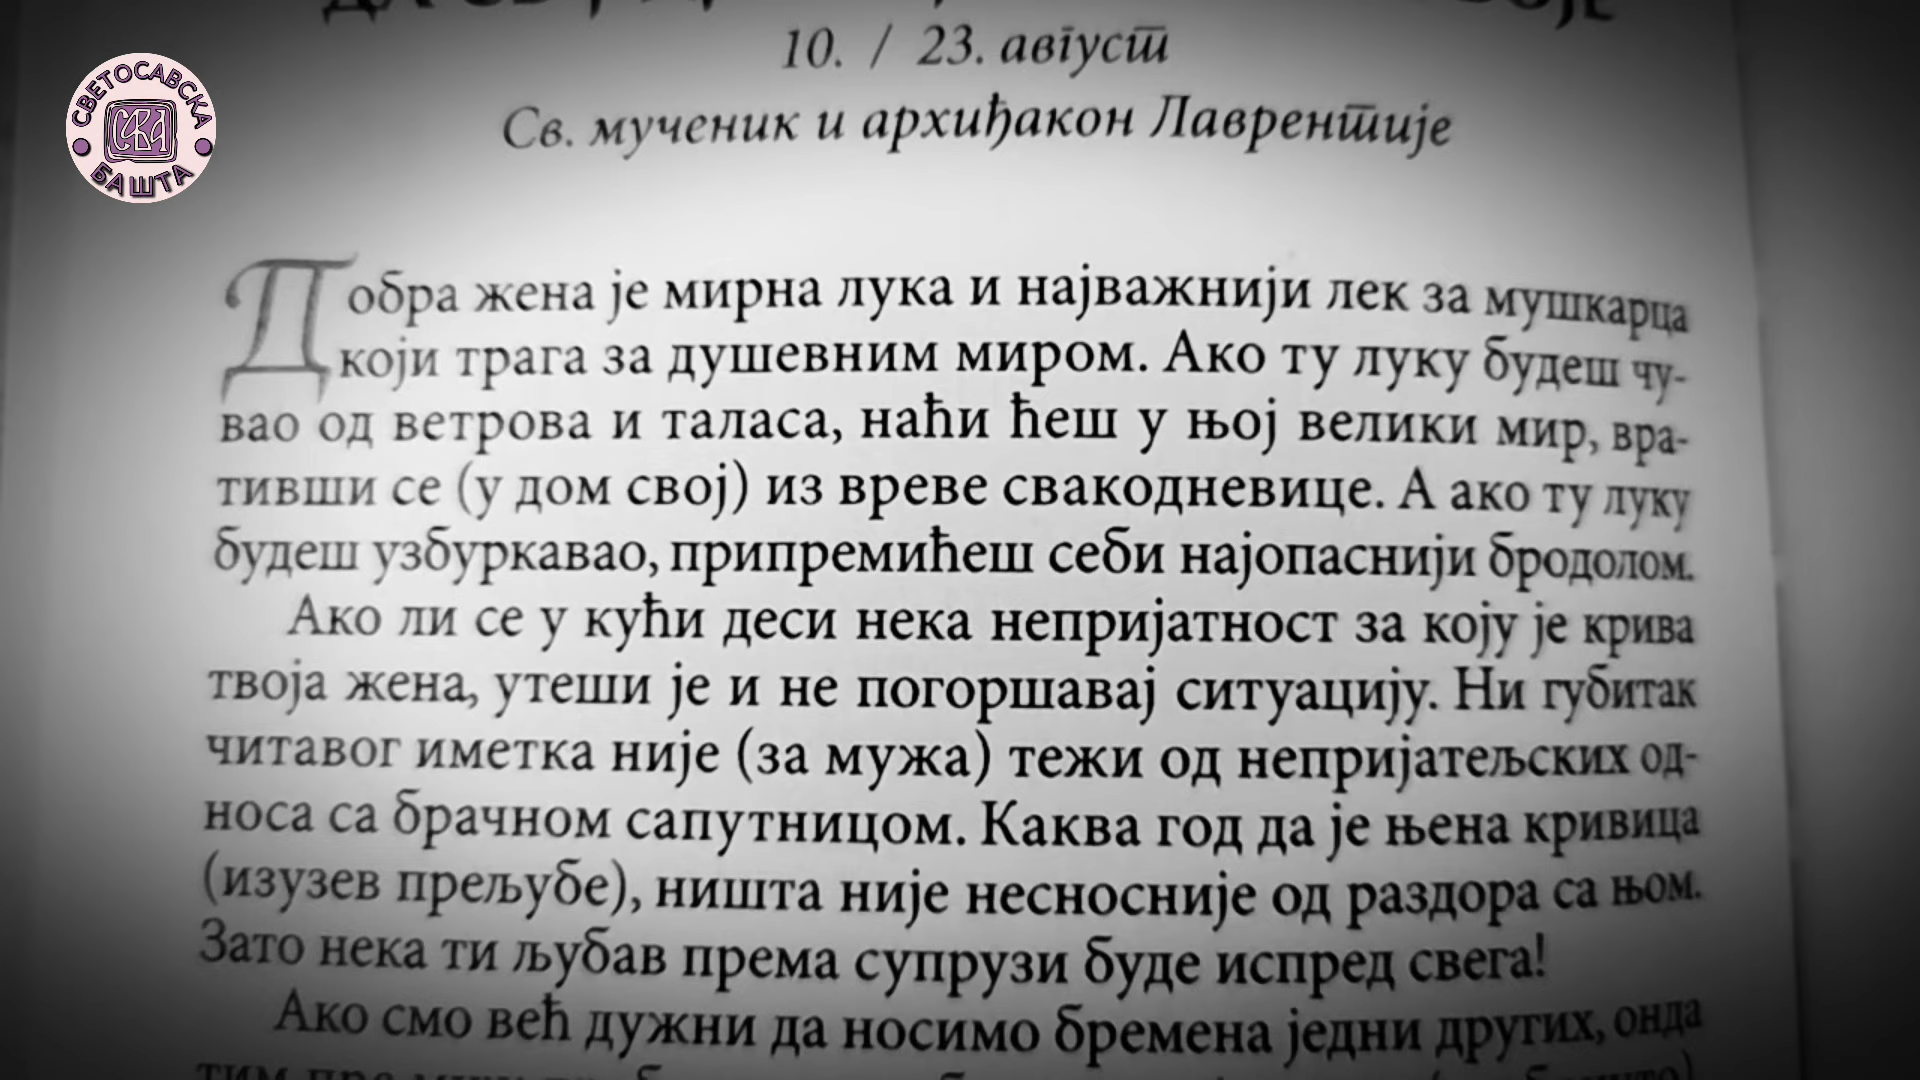 СВЕТОСАВСКА
БАШТА
10. / 23. август
Св. мученик и архиђакон Лаврентије
Добра жена је мирна лука и најважнији лек за мушкарца
који трага за душевним миром. Ако ту луку будеш чу-
вао од ветрова и таласа, наћи ћеш у њој велики мир, вра-
тивши се (у дом свој) из вреве свакодневице. А ако ту луку
будеш узбуркавао, припремићеш себи најопаснији бродолом.
Ако ли се у кући деси нека непријатност за коју је крива
твоја жена, утеши је и не погоршавај ситуацију. Ни губитак
читавог иметка није (за мужа) тежи од непријатељских од-
носа са брачном сапутницом. Каква год да је њена кривица
(изузев прељубе), ништа није несносније од раздора са њом.
Зато нека ти љубав према супрузи буде испред свега!
Ако смо већ дужни да носимо бремена једни других, онда